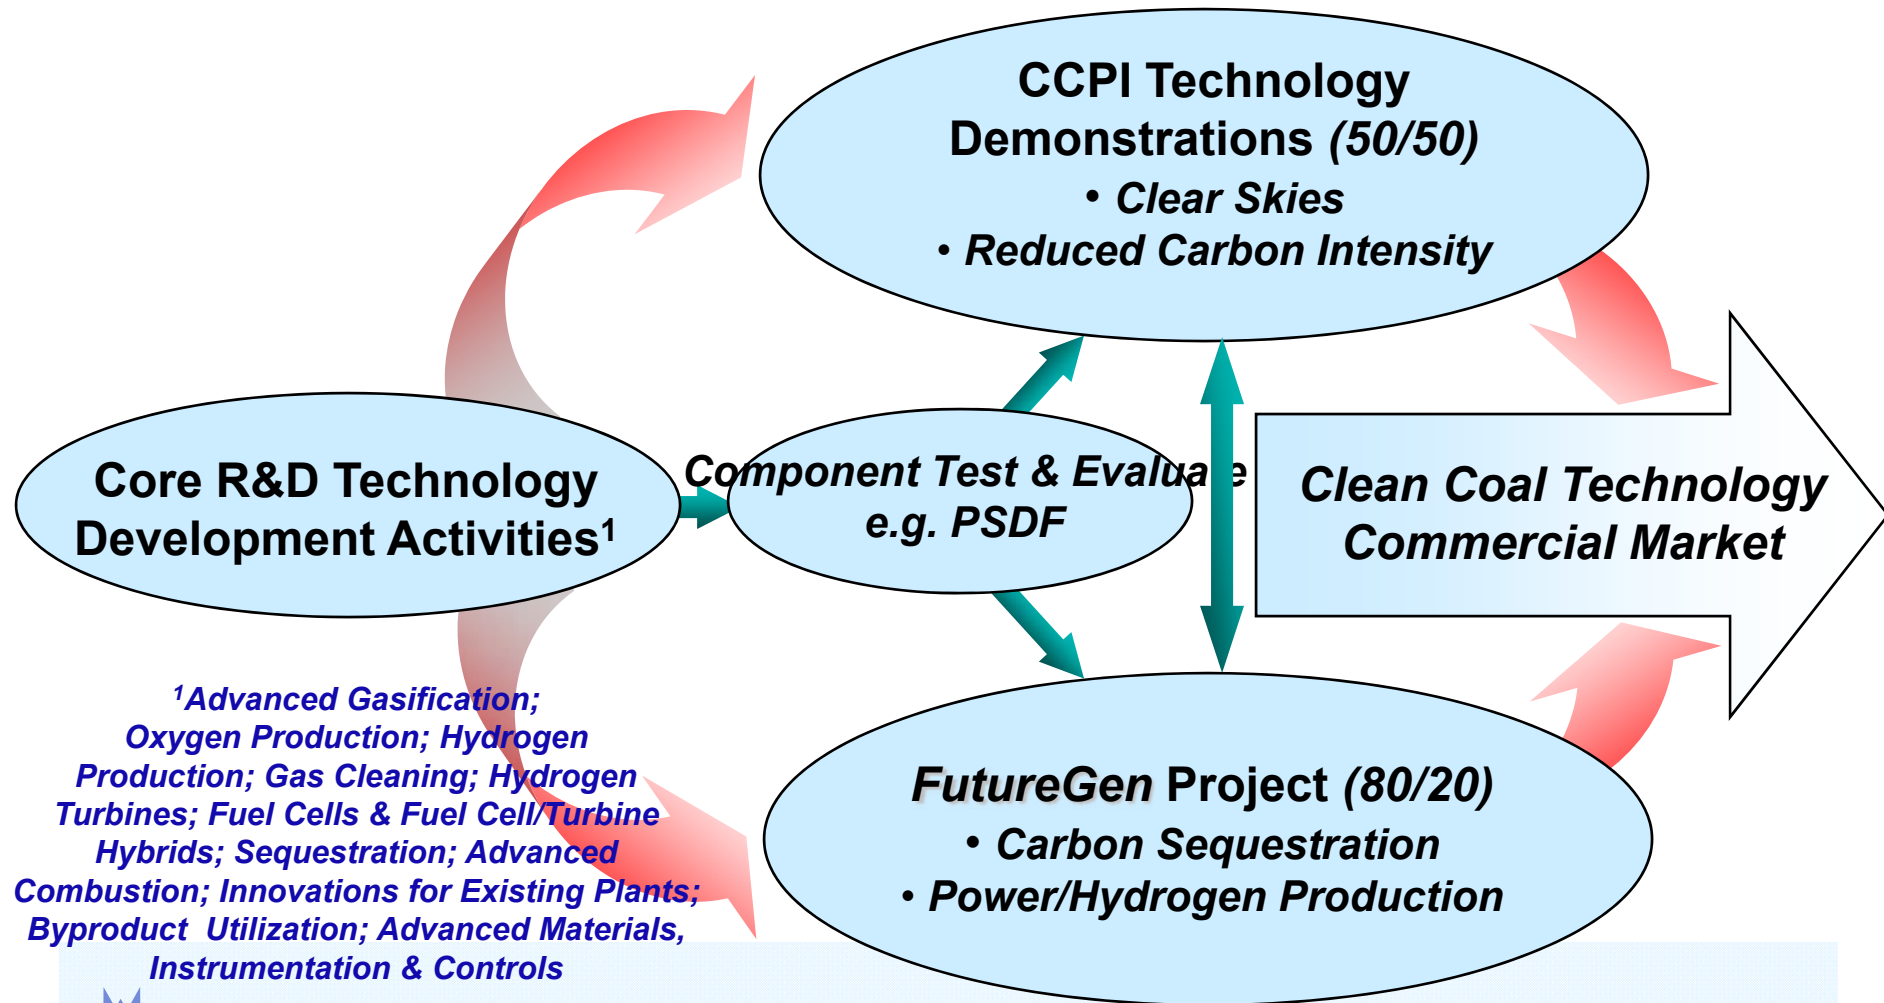 CCPI Technology
Demonstrations (50/50)
• Clear Skies
• Reduced Carbon Intensity
Core R&D Technology
Development Activities¹
Component Test & Evaluate
e.g. PSDF
Clean Coal Technology
Commercial Market
¹Advanced Gasification;
Oxygen Production; Hydrogen
Production; Gas Cleaning; Hydrogen
Turbines; Fuel Cells & Fuel Cell/Turbine
Hybrids; Sequestration; Advanced
Combustion; Innovations for Existing Plants;
Byproduct Utilization; Advanced Materials,
Instrumentation & Controls
FutureGen Project (80/20)
• Carbon Sequestration
• Power/Hydrogen Production